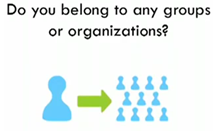 Do you belong to any groups
or organizations?